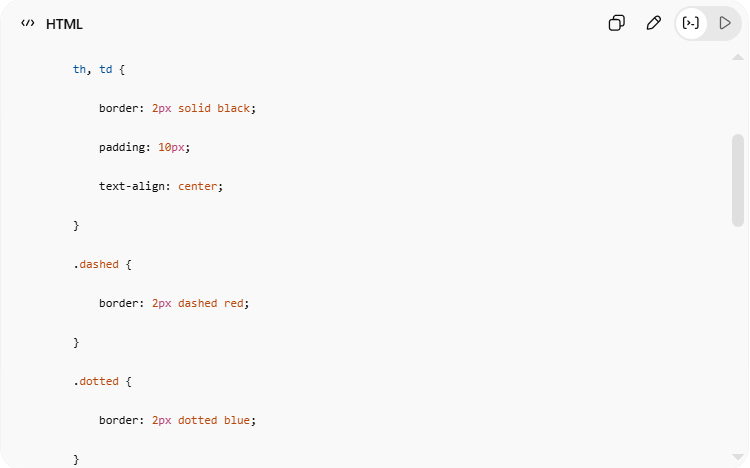 HTML
th, td {
border: 2px solid black;
padding: 10px;
text-align: center;
}
.dashed {
border: 2px dashed red;
}
.dotted {
border: 2px dotted blue;
}